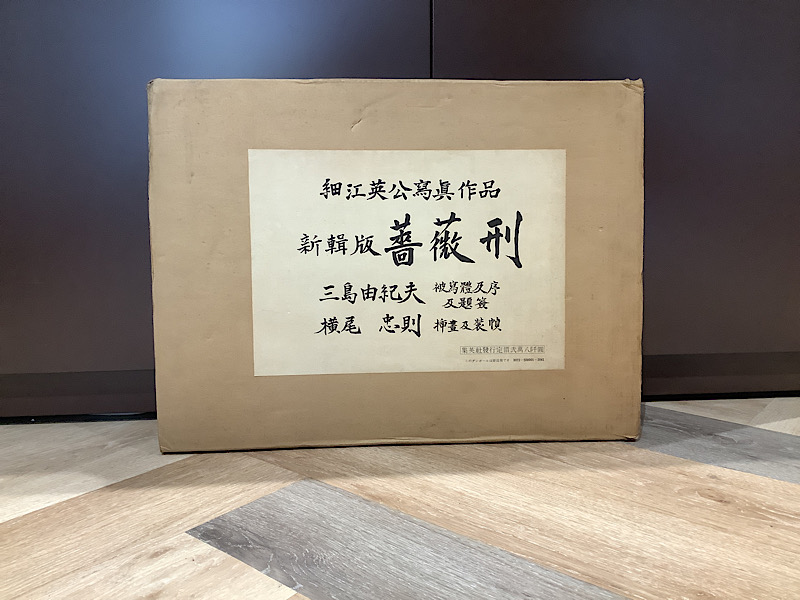 細江英公寫眞作品
新輯版 薔薇刑
三島由紀夫 被寫體及序
及題簽
横尾 忠則 挿畫及装幀
集英社發行定價弐萬八阡圓